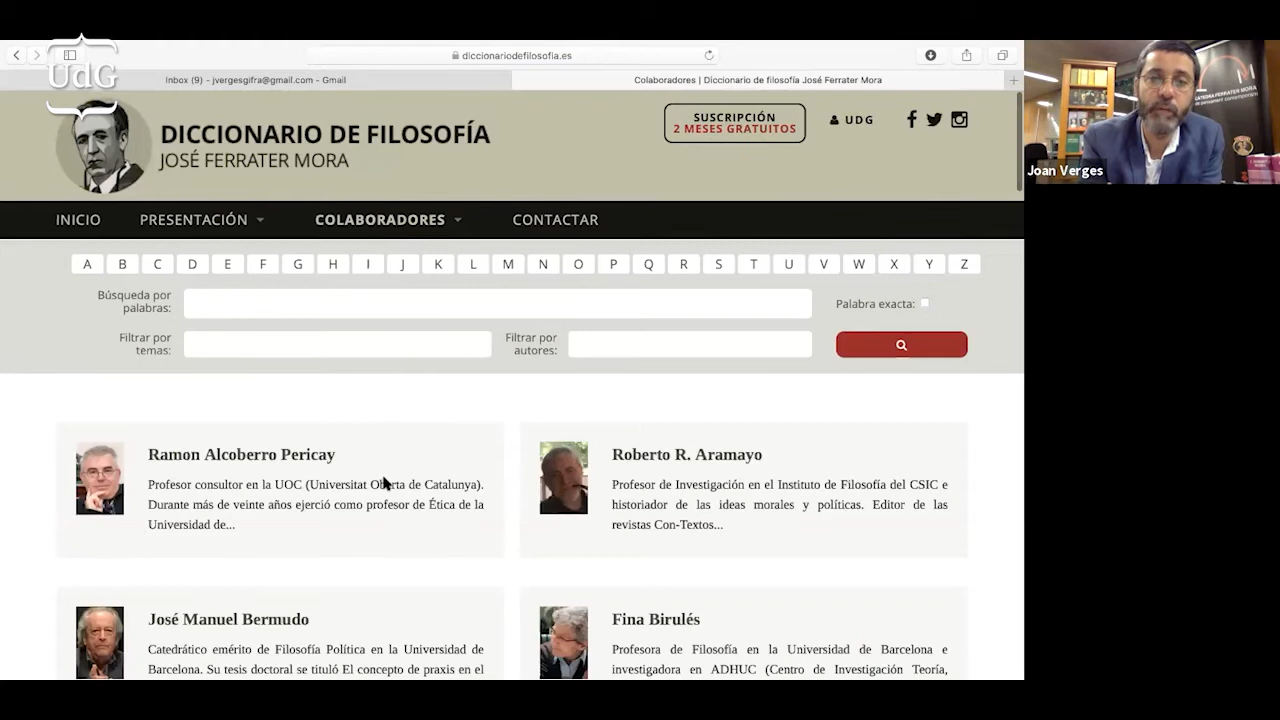 UdG
diccionariodefilosofia.es
Inbox (9) - jvergesgifra@gmail.com - Gmail
Colaboradores | Diccionario de filosofía José Ferrater Mora
DICCIONARIO DE FILOSOFÍA
JOSÉ FERRATER MORA
SUSCRIPCIÓN
2 MESES GRATUITOS
UDG
INICIO PRESENTACIÓN COLABORADORES CONTACTAR
A B C D E F G H I J K L M N O P Q R S T U V W X Y Z
Búsqueda por
palabras:
Palabra exacta:
Filtrar por
temas:
Filtrar por
autores:
Ramon Alcoberro Pericay
Profesor consultor en la UOC (Universitat Oberta de Catalunya).
Durante más de veinte años ejerció como profesor de Ética de la
Universidad de...
Roberto R. Aramayo
Profesor de Investigación en el Instituto de Filosofía del CSIC e
historiador de las ideas morales y políticas. Editor de las
revistas Con-Textos...
José Manuel Bermudo
Catedrático emérito de Filosofía Política en la Universidad de
Barcelona. Su tesis doctoral se tituló El concepto de praxis en el
Fina Birulés
Profesora de Filosofía en la Universidad de Barcelona e
investigadora en ADHUC (Centro de Investigación Teoría,
CÀTEDRA FERRATER MORA
Joan Verges